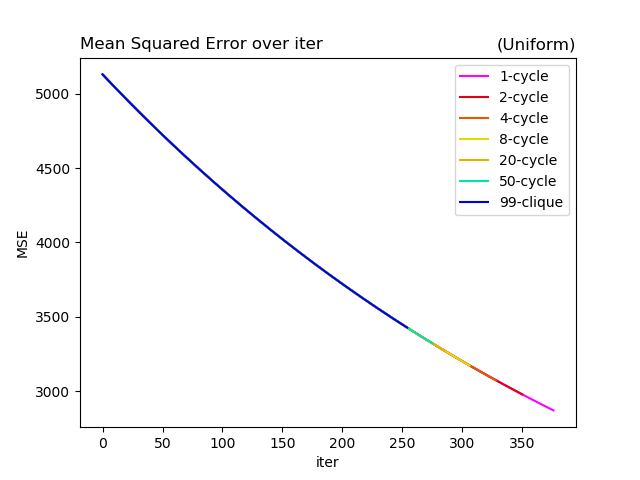 Mean Squared Error over iter (Uniform)
MSE
5000
4500
4000
3500
3000
1-cycle
2-cycle
4-cycle
8-cycle
20-cycle
50-cycle
99-clique
0 50 100 150 200 250 300 350
iter